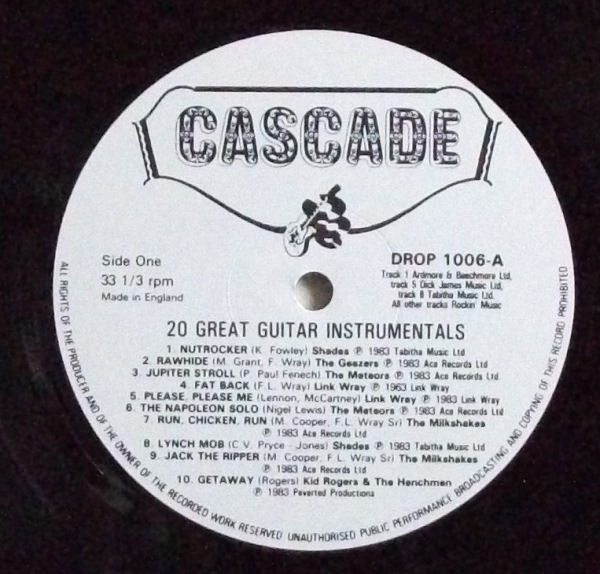 CASCADE
Side One
33 1/3 rpm
Made in England
DROP 1006-A
Track 1 Ardmore & Beechmore Ltd,
track 5 Dick James Music Ltd,
track 8 Tabitha Music Ltd.
All other tracks Rockin' Music
20 GREAT GUITAR INSTRUMENTALS
1. NUTROCKER (K. Fowley) Shades ℗ 1983 Tabitha Music Ltd
2. RAWHIDE (M. Grant, F. Wray) The Geezers ℗ 1983 Ace Records Ltd
3. JUPITER STROLL (P. Paul Fenech) The Meteors ℗ 1983 Ace Records Ltd
4. FAT BACK (F.L. Wray) Link Wray ℗ 1963 Link Wray
5. PLEASE, PLEASE ME (Lennon, McCartney) Link Wray ℗ 1983 Ace Records Ltd
6. THE NAPOLEON SOLO (Nigel Lewis) The Meteors ℗ 1983 Ace Records Ltd
7. RUN, CHICKEN, RUN (M. Cooper, F.L. Wray Sr) The Milkshakes
℗ 1983 Ace Records Ltd
8. LYNCH MOB (C.V. Pryce - Jones) Shades ℗ 1983 Tabitha Music Ltd
9. JACK THE RIPPER (M. Cooper, F.L. Wray Sr) The Milkshakes
℗ 1983 Ace Records Ltd
10. GETAWAY (Rogers) Kid Rogers & The Henchmen
℗ 1983 Peverted Productions
ALL RIGHTS OF THE PRODUCER AND OF THE OWNER OF THE RECORDED WORK RESERVED UNAUTHORISED PUBLIC PERFORMANCE BROADCASTING AND COPYING OF THIS RECORD PROHIBITED